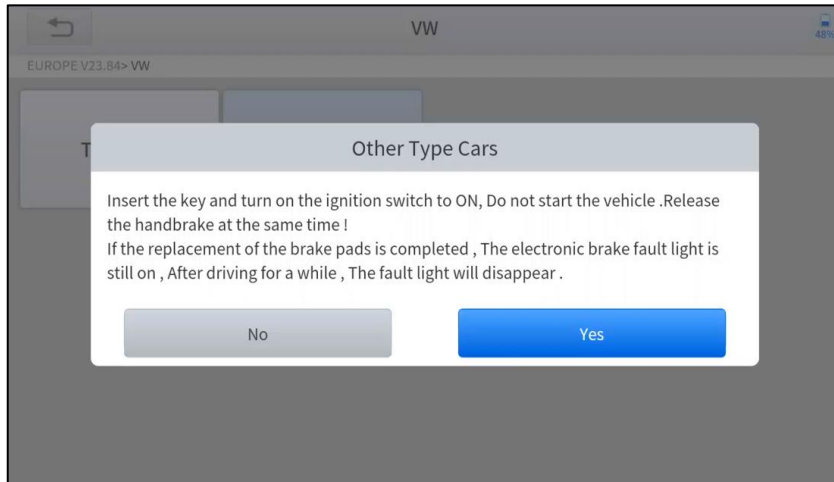 VW
48%
EUROPE V23.84> VW
T
Other Type Cars
Insert the key and turn on the ignition switch to ON, Do not start the vehicle .Release
the handbrake at the same time !
If the replacement of the brake pads is completed , The electronic brake fault light is
still on , After driving for a while , The fault light will disappear .
No
Yes